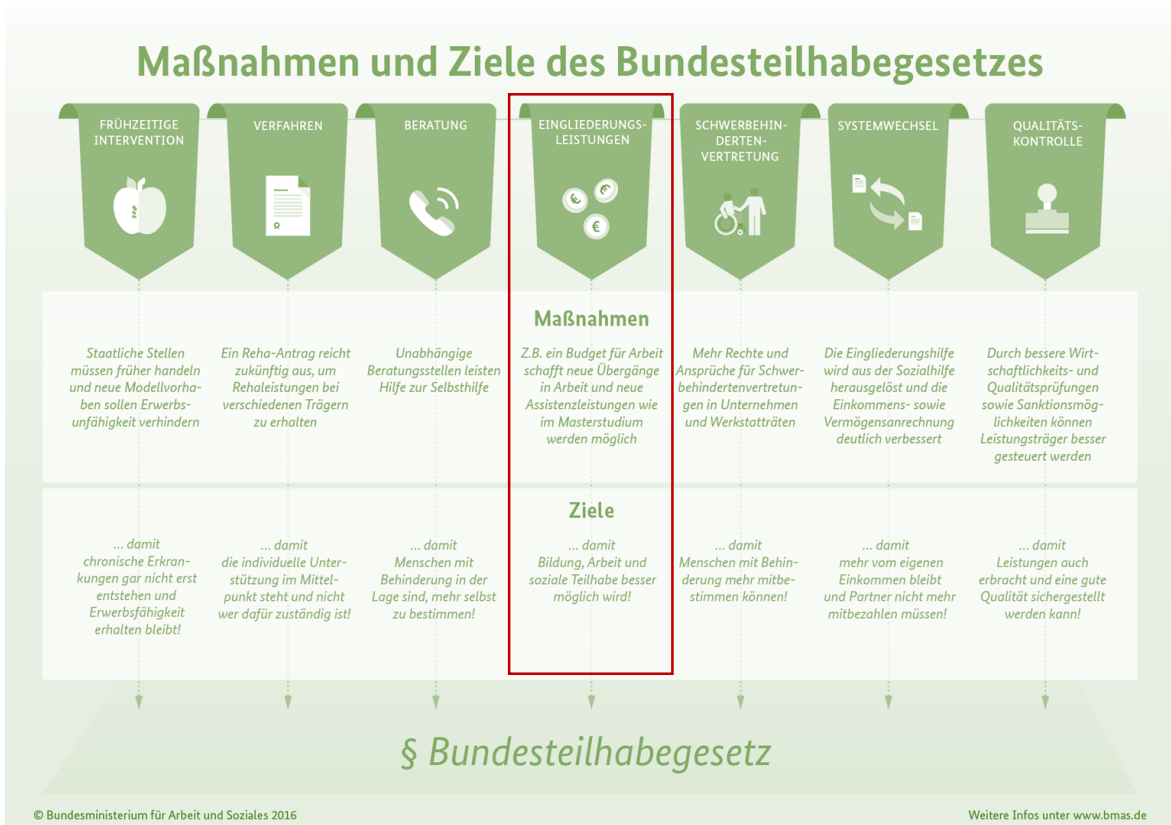 Maßnahmen und Ziele des Bundesteilhabegesetzes
FRÜHZEITIGE
INTERVENTION
VERFAHREN
BERATUNG
EINGLIEDERUNGS-
LEISTUNGEN
SCHWERBEHIN-
DERTEN-
VERTRETUNG
SYSTEMWECHSEL
QUALITÄTS-
KONTROLLE
Maßnahmen
Staatliche Stellen
müssen früher handeln
und neue Modellvorha-
ben sollen Erwerbs-
unfähigkeit verhindern
Ein Reha-Antrag reicht
zukünftig aus, um
Rehaleistungen bei
verschiedenen Trägern
zu erhalten
Unabhängige
Beratungsstellen leisten
Hilfe zur Selbsthilfe
Z.B. ein Budget für Arbeit
schafft neue Übergänge
in Arbeit und neue
Assistenzleistungen wie
im Masterstudium
werden möglich
Mehr Rechte und
Ansprüche für Schwer-
behindertenvertretun-
gen in Unternehmen
und Werkstatträten
Die Eingliederungshilfe
wird aus der Sozialhilfe
herausgelöst und die
Einkommens- sowie
Vermögensanrechnung
deutlich verbessert
Durch bessere Wirt-
schaftlichkeits- und
Qualitätsprüfungen
sowie Sanktionsmög-
lichkeiten können
Leistungsträger besser
gesteuert werden
Ziele
... damit
chronische Erkran-
kungen gar nicht erst
entstehen und
Erwerbsfähigkeit
erhalten bleibt!
... damit
die individuelle Unter-
stützung im Mittel-
punkt steht und nicht
wer dafür zuständig ist!
... damit
Menschen mit
Behinderung in der
Lage sind, mehr selbst
zu bestimmen!
... damit
Bildung, Arbeit und
soziale Teilhabe besser
möglich wird!
... damit
Menschen mit Behin-
derung mehr mitbe-
stimmen können!
... damit
mehr vom eigenen
Einkommen bleibt
und Partner nicht mehr
mitbezahlen müssen!
... damit
Leistungen auch
erbracht und eine gute
Qualität sichergestellt
werden kann!
§ Bundesteilhabegesetz
© Bundesministerium für Arbeit und Soziales 2016
Weitere Infos unter www.bmas.de